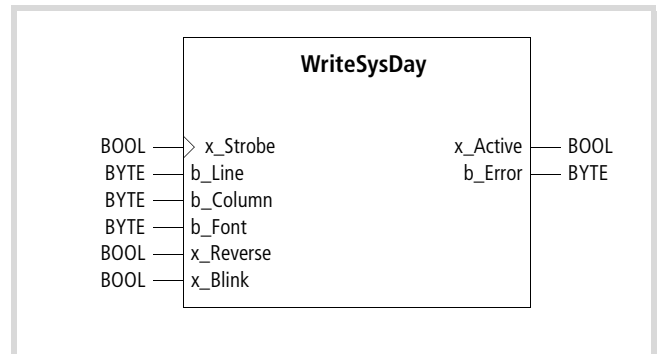 WriteSysDay
BOOL x_Strobe x_Active BOOL
BYTE b_Line b_Error BYTE
BYTE b_Column
BYTE b_Font
BOOL x_Reverse
BOOL x_Blink